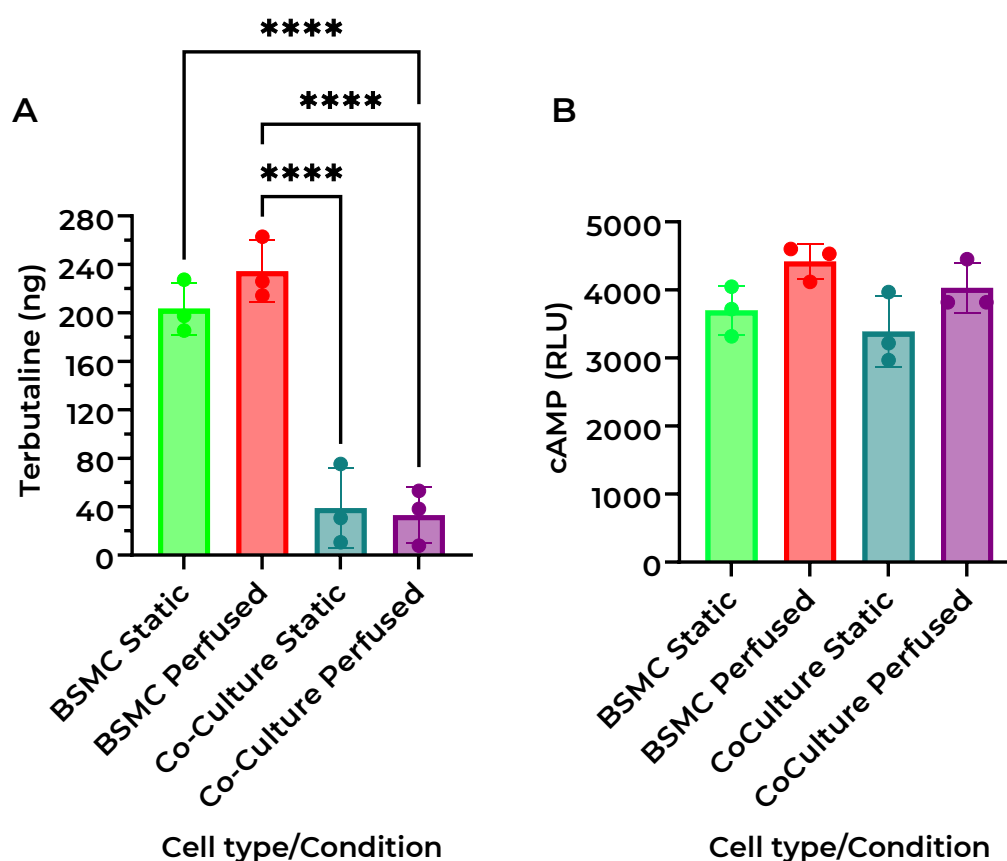 A
****
****
****
Terbutaline (ng)
280
240
200
160
120
80
40
0
BSMC Static
BSMC Perfused
Co-Culture Static
Co-Culture Perfused
Cell type/Condition
B
cAMP (RLU)
5000
4000
3000
2000
1000
0
BSMC Static
BSMC Perfused
CoCulture Static
CoCulture Perfused
Cell type/Condition